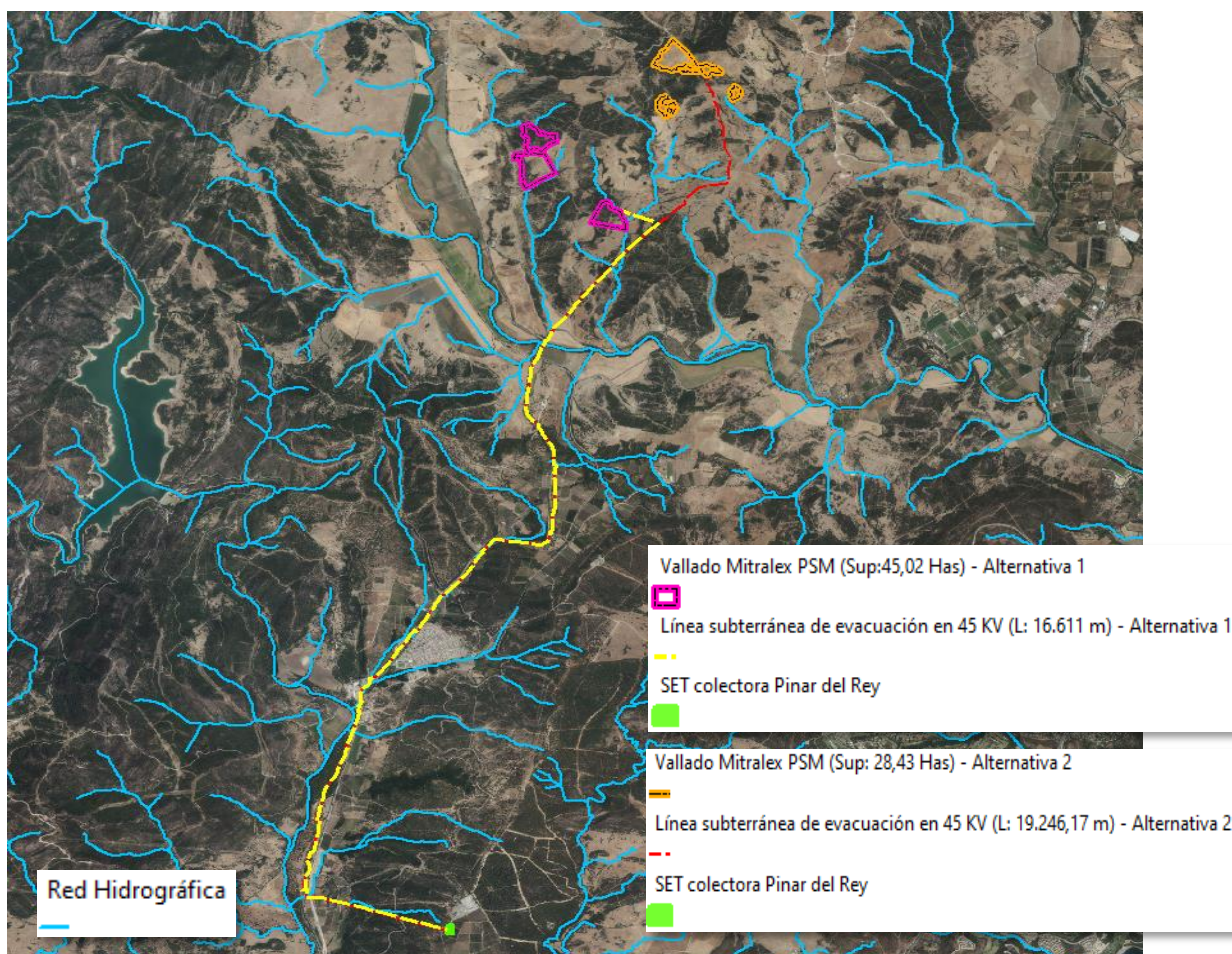 Vallado Mitralex PSM (Sup:45,02 Has) - Alternativa 1
Línea subterránea de evacuación en 45 KV (L: 16.611 m) - Alternativa 1
SET colectora Pinar del Rey
Vallado Mitralex PSM (Sup: 28,43 Has) - Alternativa 2
Línea subterránea de evacuación en 45 KV (L: 19.246,17 m) - Alternativa 2
SET colectora Pinar del Rey
Red Hidrográfica